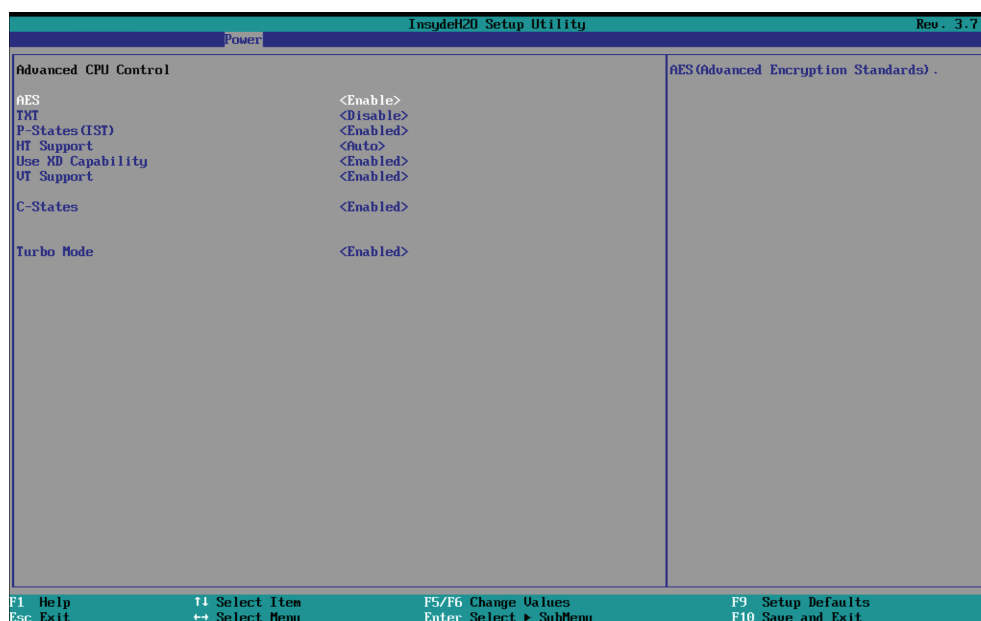 InsydeH2O Setup Utility Rev. 3.7
Power
Advanced CPU Control
AES(Advanced Encryption Standards).
AES <Enable>
TXT <Disable>
P-States(IST) <Enabled>
HT Support <Auto>
Use XD Capability <Enabled>
VT Support <Enabled>
C-States <Enabled>
Turbo Mode <Enabled>
F1 Help ↑↓ Select Item F5/F6 Change Values F9 Setup Defaults
Esc Exit ↔ Select Menu Enter Select ▶ SubMenu F10 Save and Exit